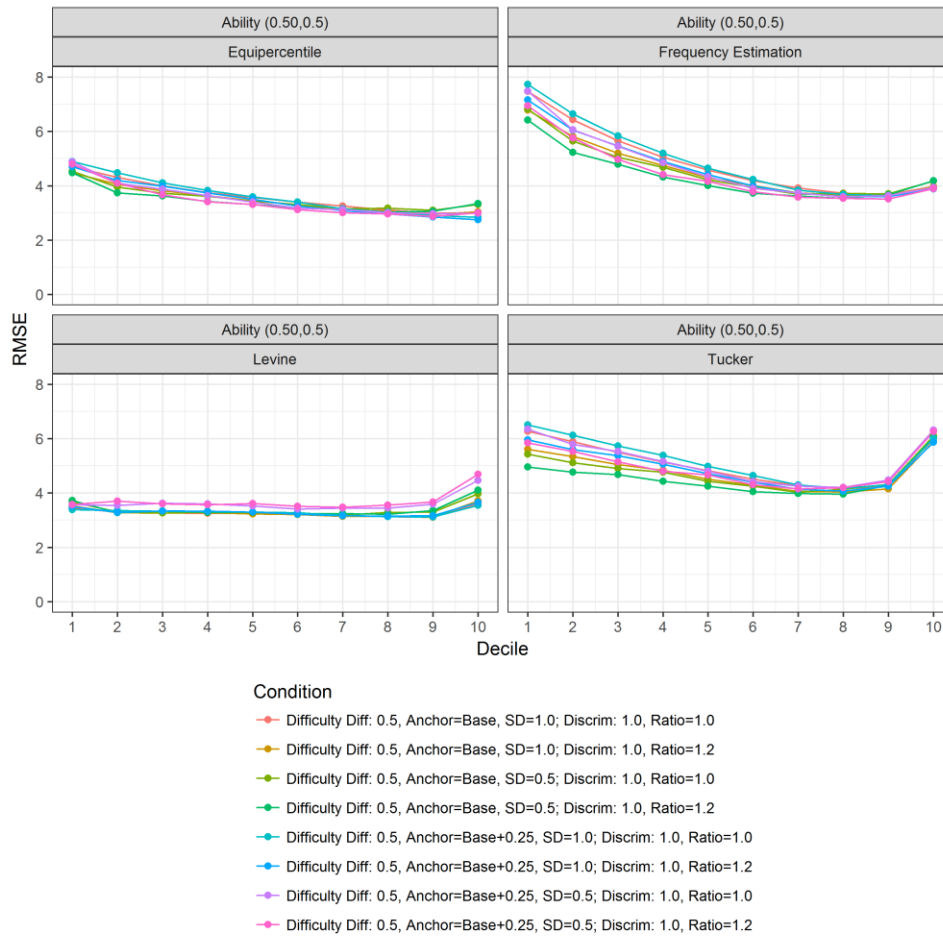 Ability (0.50,0.5)
Ability (0.50,0.5)
Equipercentile
Frequency Estimation
8
6
4
2
0
Ability (0.50,0.5)
Ability (0.50,0.5)
Levine
Tucker
8
6
4
2
0
RMSE
1 2 3 4 5 6 7 8 9 10
1 2 3 4 5 6 7 8 9 10
Decile
Condition
Difficulty Diff: 0.5, Anchor=Base, SD=1.0; Discrim: 1.0, Ratio=1.0
Difficulty Diff: 0.5, Anchor=Base, SD=1.0; Discrim: 1.0, Ratio=1.2
Difficulty Diff: 0.5, Anchor=Base, SD=0.5; Discrim: 1.0, Ratio=1.0
Difficulty Diff: 0.5, Anchor=Base, SD=0.5; Discrim: 1.0, Ratio=1.2
Difficulty Diff: 0.5, Anchor=Base+0.25, SD=1.0; Discrim: 1.0, Ratio=1.0
Difficulty Diff: 0.5, Anchor=Base+0.25, SD=1.0; Discrim: 1.0, Ratio=1.2
Difficulty Diff: 0.5, Anchor=Base+0.25, SD=0.5; Discrim: 1.0, Ratio=1.0
Difficulty Diff: 0.5, Anchor=Base+0.25, SD=0.5; Discrim: 1.0, Ratio=1.2